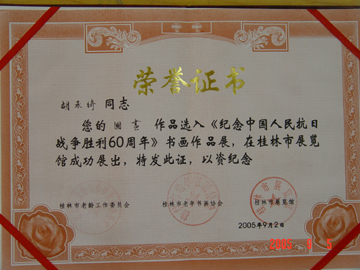 荣誉证书
胡永琦 同志
您的 国画 作品选入《纪念中国人民抗日
战争胜利60周年》书画作品展，在桂林市展览
馆成功展出，特发此证，以资纪念
桂林市老龄工作委员会 桂林市老年书画协会 桂林市展览馆
2005年9月2日